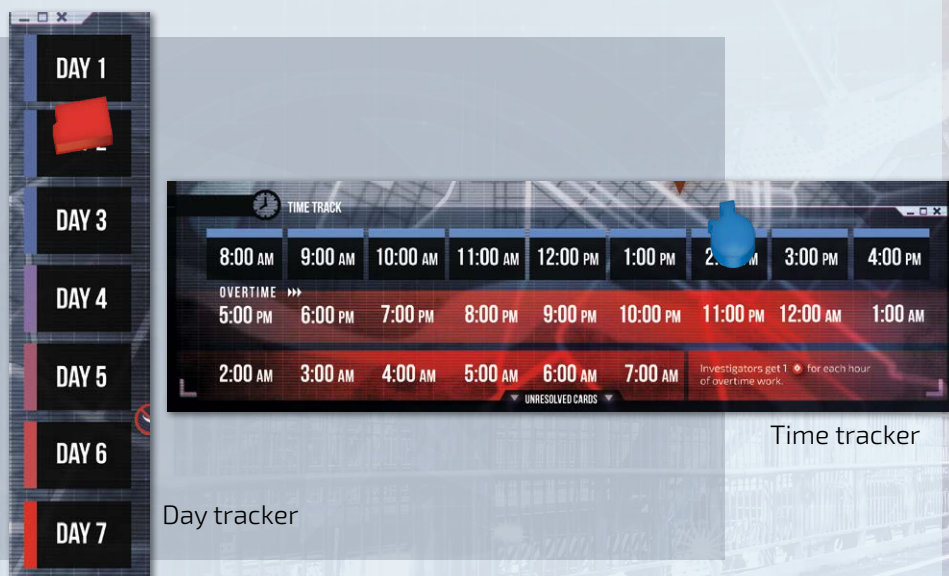 DAY 1
DAY 3
DAY 4
DAY 5
DAY 6
DAY 7
Day tracker
TIME TRACK
8:00 AM 9:00 AM 10:00 AM 11:00 AM 12:00 PM 1:00 PM 3:00 PM 4:00 PM
OVERTIME
5:00 PM 6:00 PM 7:00 PM 8:00 PM 9:00 PM 10:00 PM 11:00 PM 12:00 AM 1:00 AM
2:00 AM 3:00 AM 4:00 AM 5:00 AM 6:00 AM 7:00 AM
Investigators get 1 for each hour
of overtime work.
UNRESOLVED CARDS
Time tracker